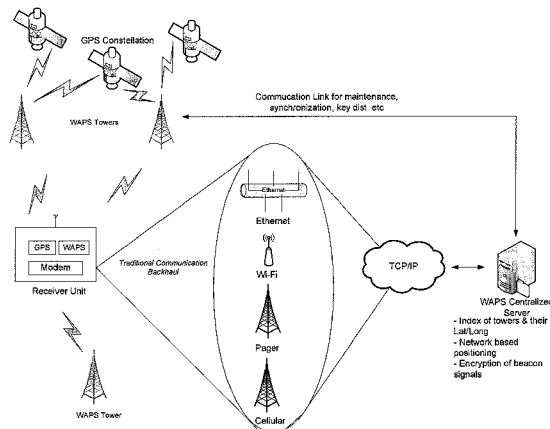 GPS Constellation
WAPS Towers
Commucation Link for maintenance,
synchronization, key dist etc
Ethernet
Ethernet
GPS
WAPS
Modem
Receiver Unit
Traditional Communication
Backhaul
Wi-Fi
TCP/IP
Pager
WAPS Centralized
Server
- Index of towers & their
Lat/Long
- Network based
positioning
- Encryption of beacon
signals
WAPS Tower
Cellular